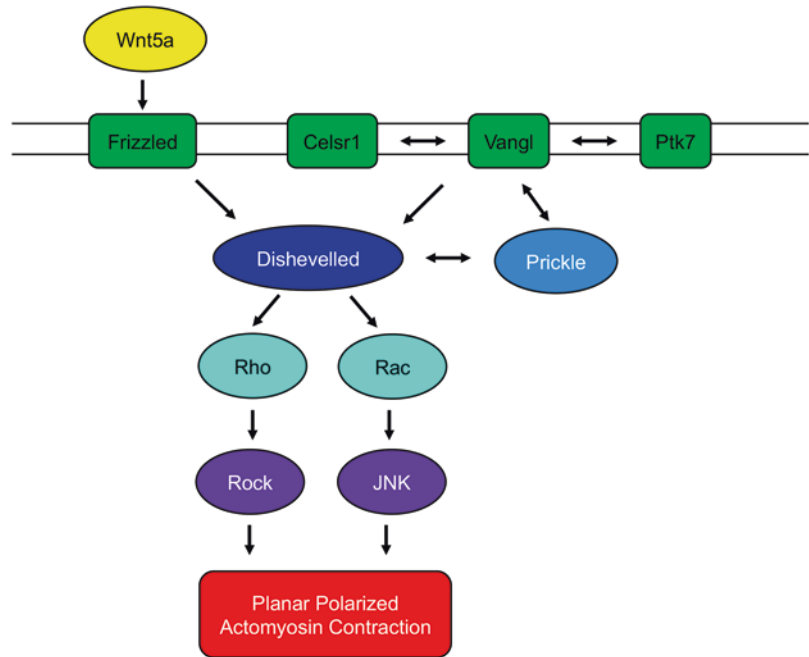 Wnt5a
Frizzled
Celsr1
Vangl
Ptk7
Dishevelled
Prickle
Rho
Rac
Rock
JNK
Planar Polarized
Actomyosin Contraction